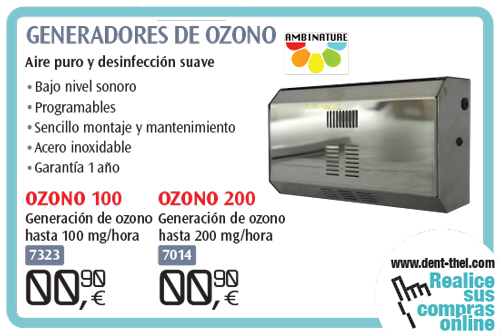 GENERADORES DE OZONO
AMBINATURE
Aire puro y desinfección suave
• Bajo nivel sonoro
• Programables
• Sencillo montaje y mantenimiento
• Acero inoxidable
• Garantía 1 año
OZONO 100
Generación de ozono
hasta 100 mg/hora
7323
00,90 €
OZONO 200
Generación de ozono
hasta 200 mg/hora
7014
00,90 €
www.dent-thel.com
Realice
sus
compras
online